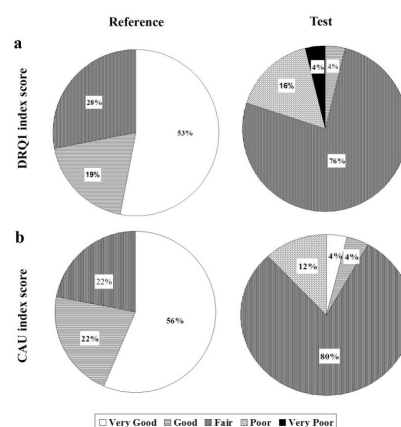 Reference Test
a
DRQ1 index score
28%
53%
19%
4% 4%
16%
76%
b
CAU index score
22%
56%
22%
4% 4%
12%
80%
Very Good Good Fair Poor Very Poor